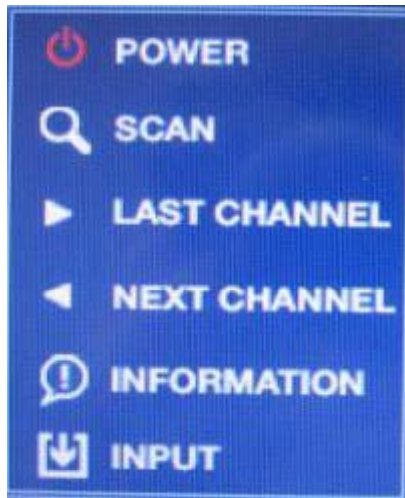 POWER
SCAN
LAST CHANNEL
NEXT CHANNEL
INFORMATION
INPUT